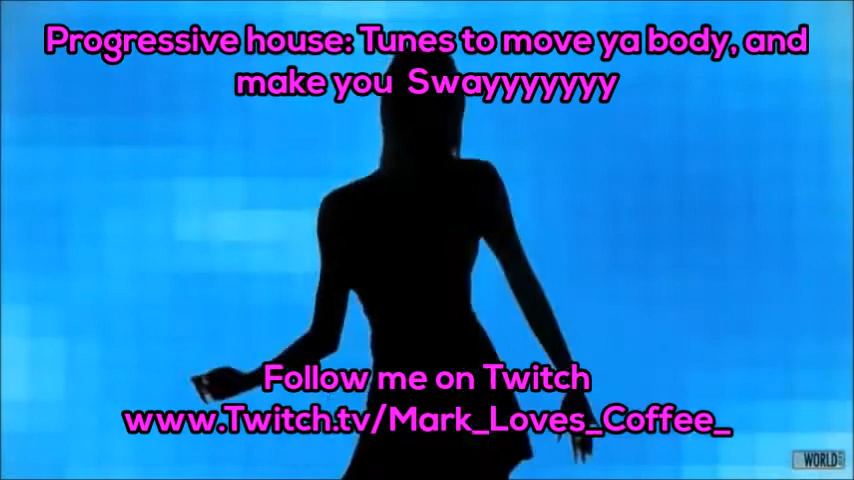 Progressive house: Tunes to move ya body, and
make you Swayyyyyyy
Follow me on Twitch
www.Twitch.tv/Mark_Loves_Coffee_
WORLD